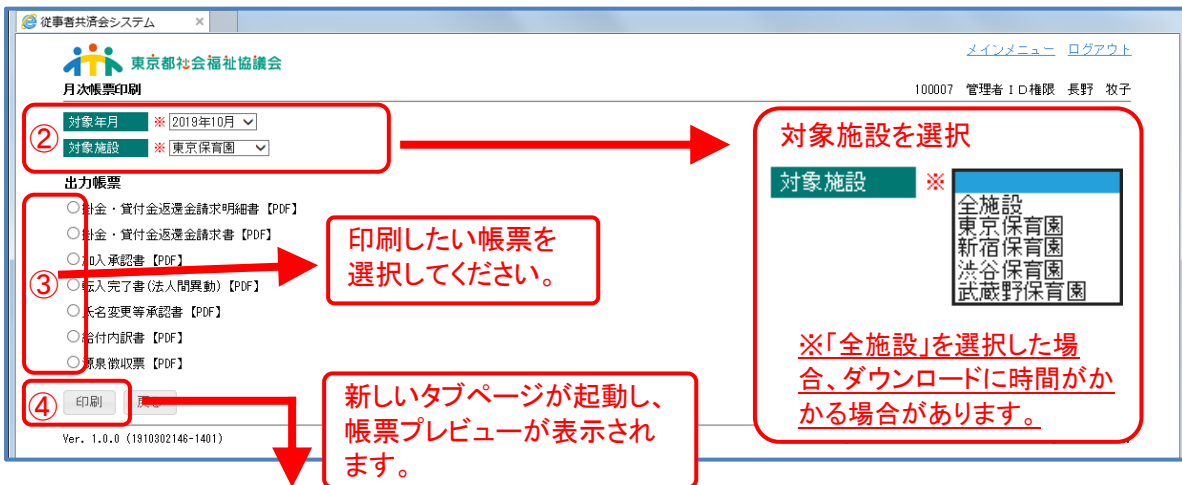 従事者共済会システム ×
東京都社会福祉協議会
メインメニュー ログアウト
月次帳票印刷
100007 管理者ID権限 長野 牧子
②
対象年月 ※ 2019年10月
対象施設 ※ 東京保育園
対象施設を選択
対象施設 ※
全施設
東京保育園
新宿保育園
渋谷保育園
武蔵野保育園
※「全施設」を選択した場
合、ダウンロードに時間がか
かる場合があります。
出力帳票
③
掛金・貸付金返還金請求明細書【PDF】
掛金・貸付金返還金請求書【PDF】
加入承認書【PDF】
転入完了書(法人間異動)【PDF】
氏名変更等承認書【PDF】
給付内訳書【PDF】
源泉徴収票【PDF】
印刷したい帳票を
選択してください。
④
印刷 戻る
新しいタブページが起動し、
帳票プレビューが表示され
ます。
Ver. 1.0.0 (1910302146-1401)